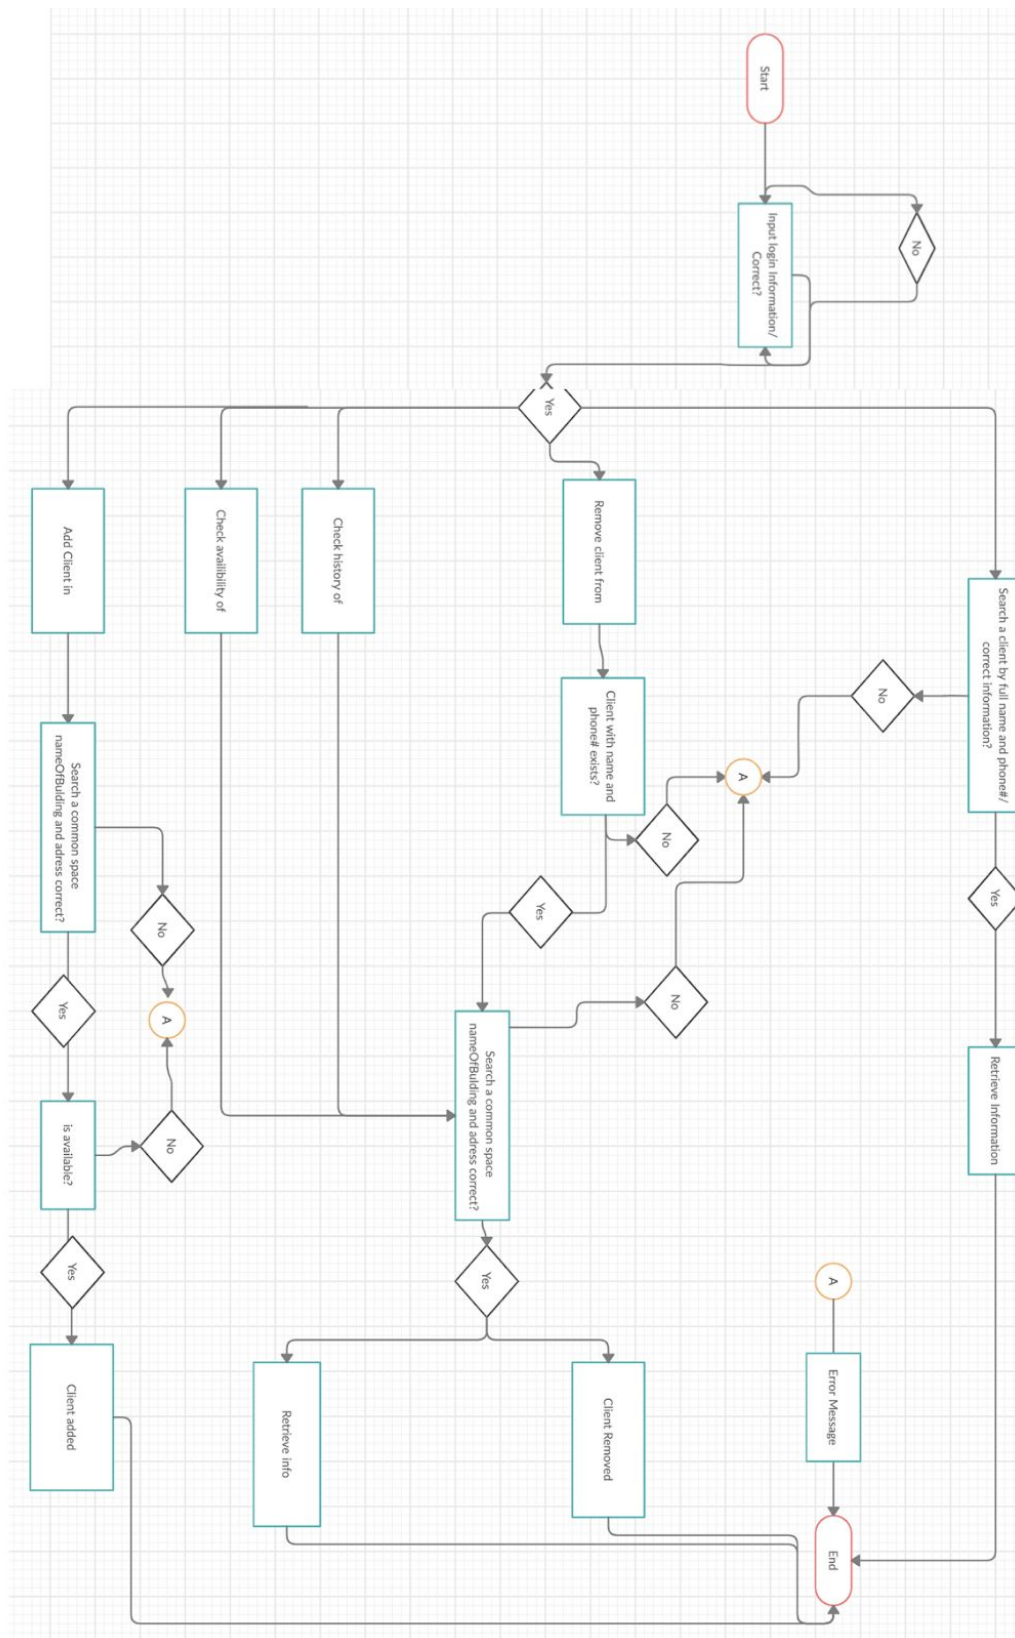 Search a client by full name and phone#/
correct information?
Yes
Retrieve Information
No
No
A
Error Message
End
Start
Input login Information/
Correct?
A
No
No
Remove client from
Client with name and
phone# exists?
Client Removed
Yes
Yes
Search a common space
nameOfBulding and adress correct?
Yes
Check history of
Retrieve info
Check availibility of
No
A
No
Add Client in
Search a common space
nameOfBulding and adress correct?
Yes
is available?
Yes
Client added